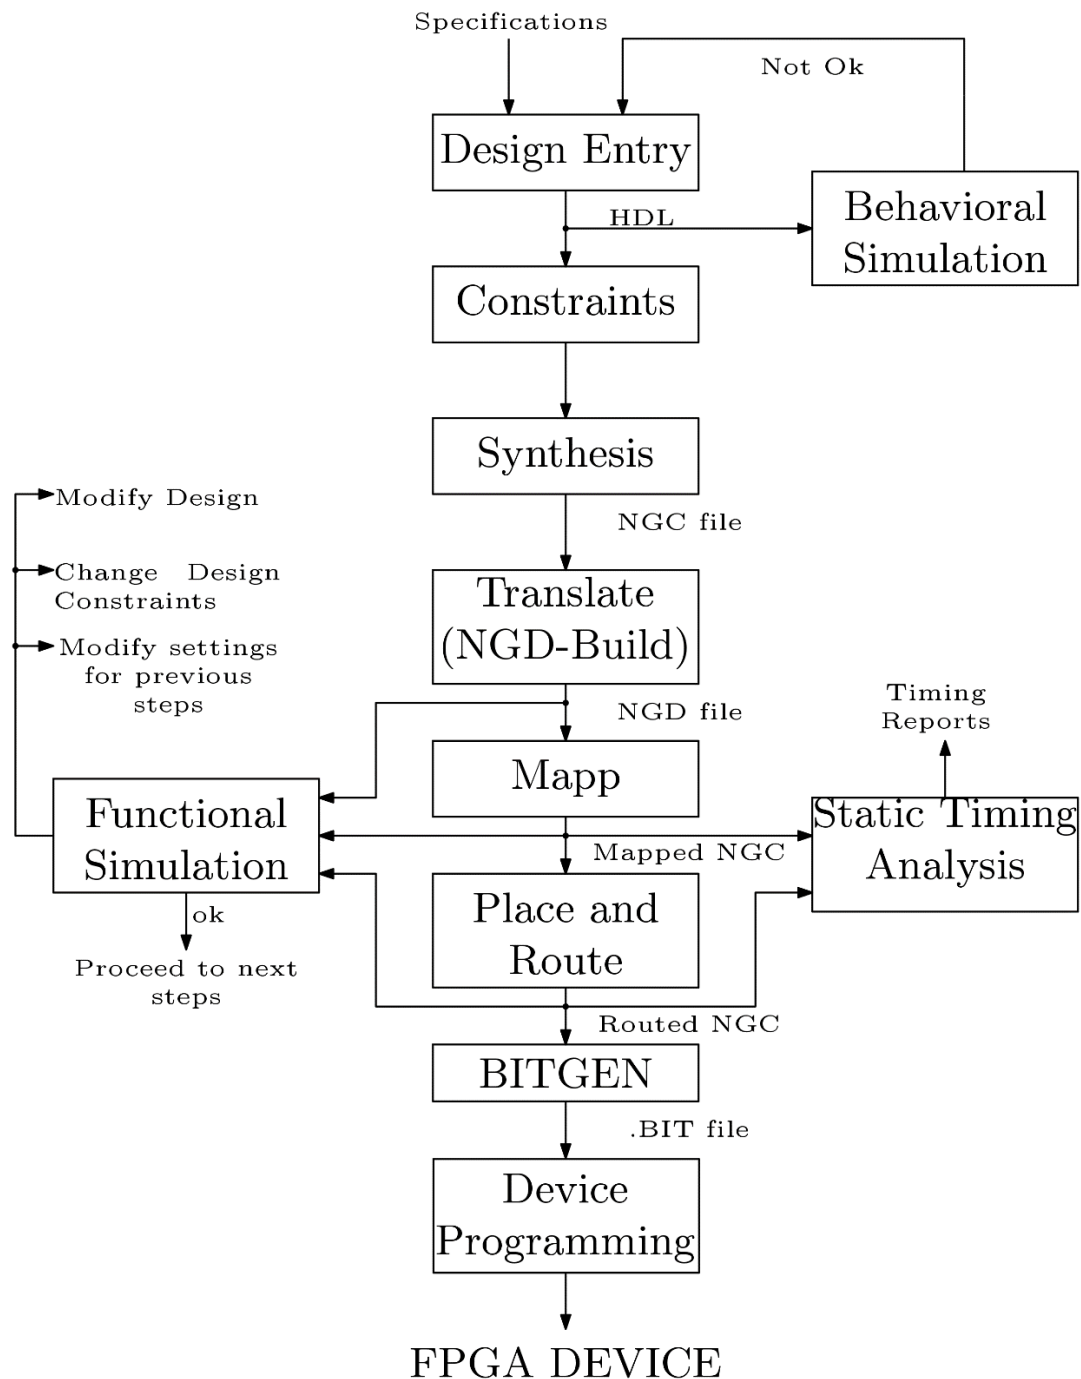 Specifications
Not Ok
Design Entry
Behavioral
Simulation
HDL
Constraints
Synthesis
Modify Design
NGC file
Change Design
Constraints
Translate
(NGD-Build)
Modify settings
for previous
steps
NGD file
Timing
Reports
Mapp
Functional
Simulation
Static Timing
Analysis
Mapped NGC
ok
Place and
Route
Proceed to next
steps
Routed NGC
BITGEN
.BIT file
Device
Programming
FPGA DEVICE